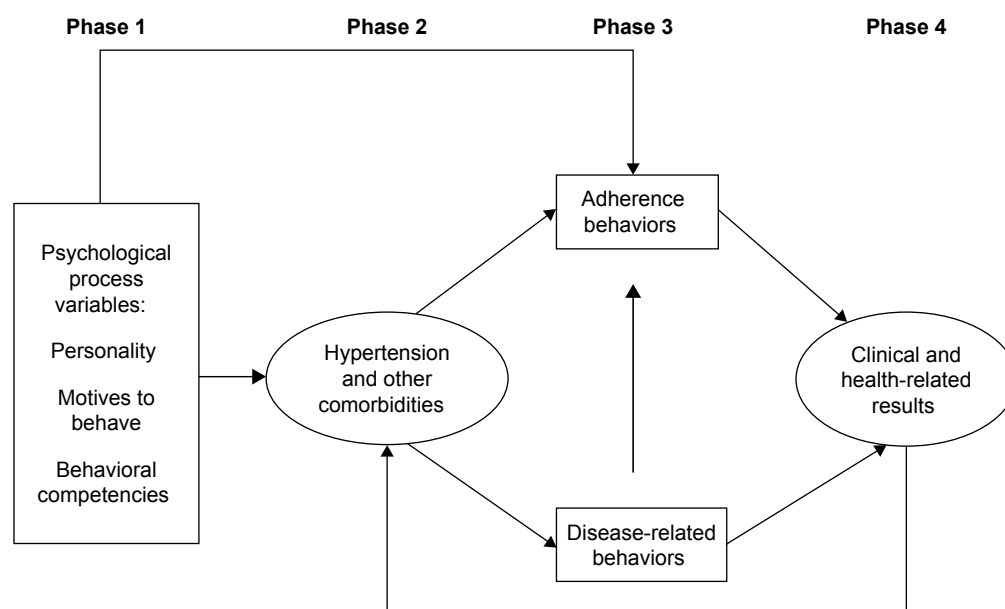 Phase 1
Phase 2
Phase 3
Phase 4
Psychological
process
variables:
Personality
Motives to
behave
Behavioral
competencies
Hypertension
and other
comorbidities
Adherence
behaviors
Disease-related
behaviors
Clinical and
health-related
results